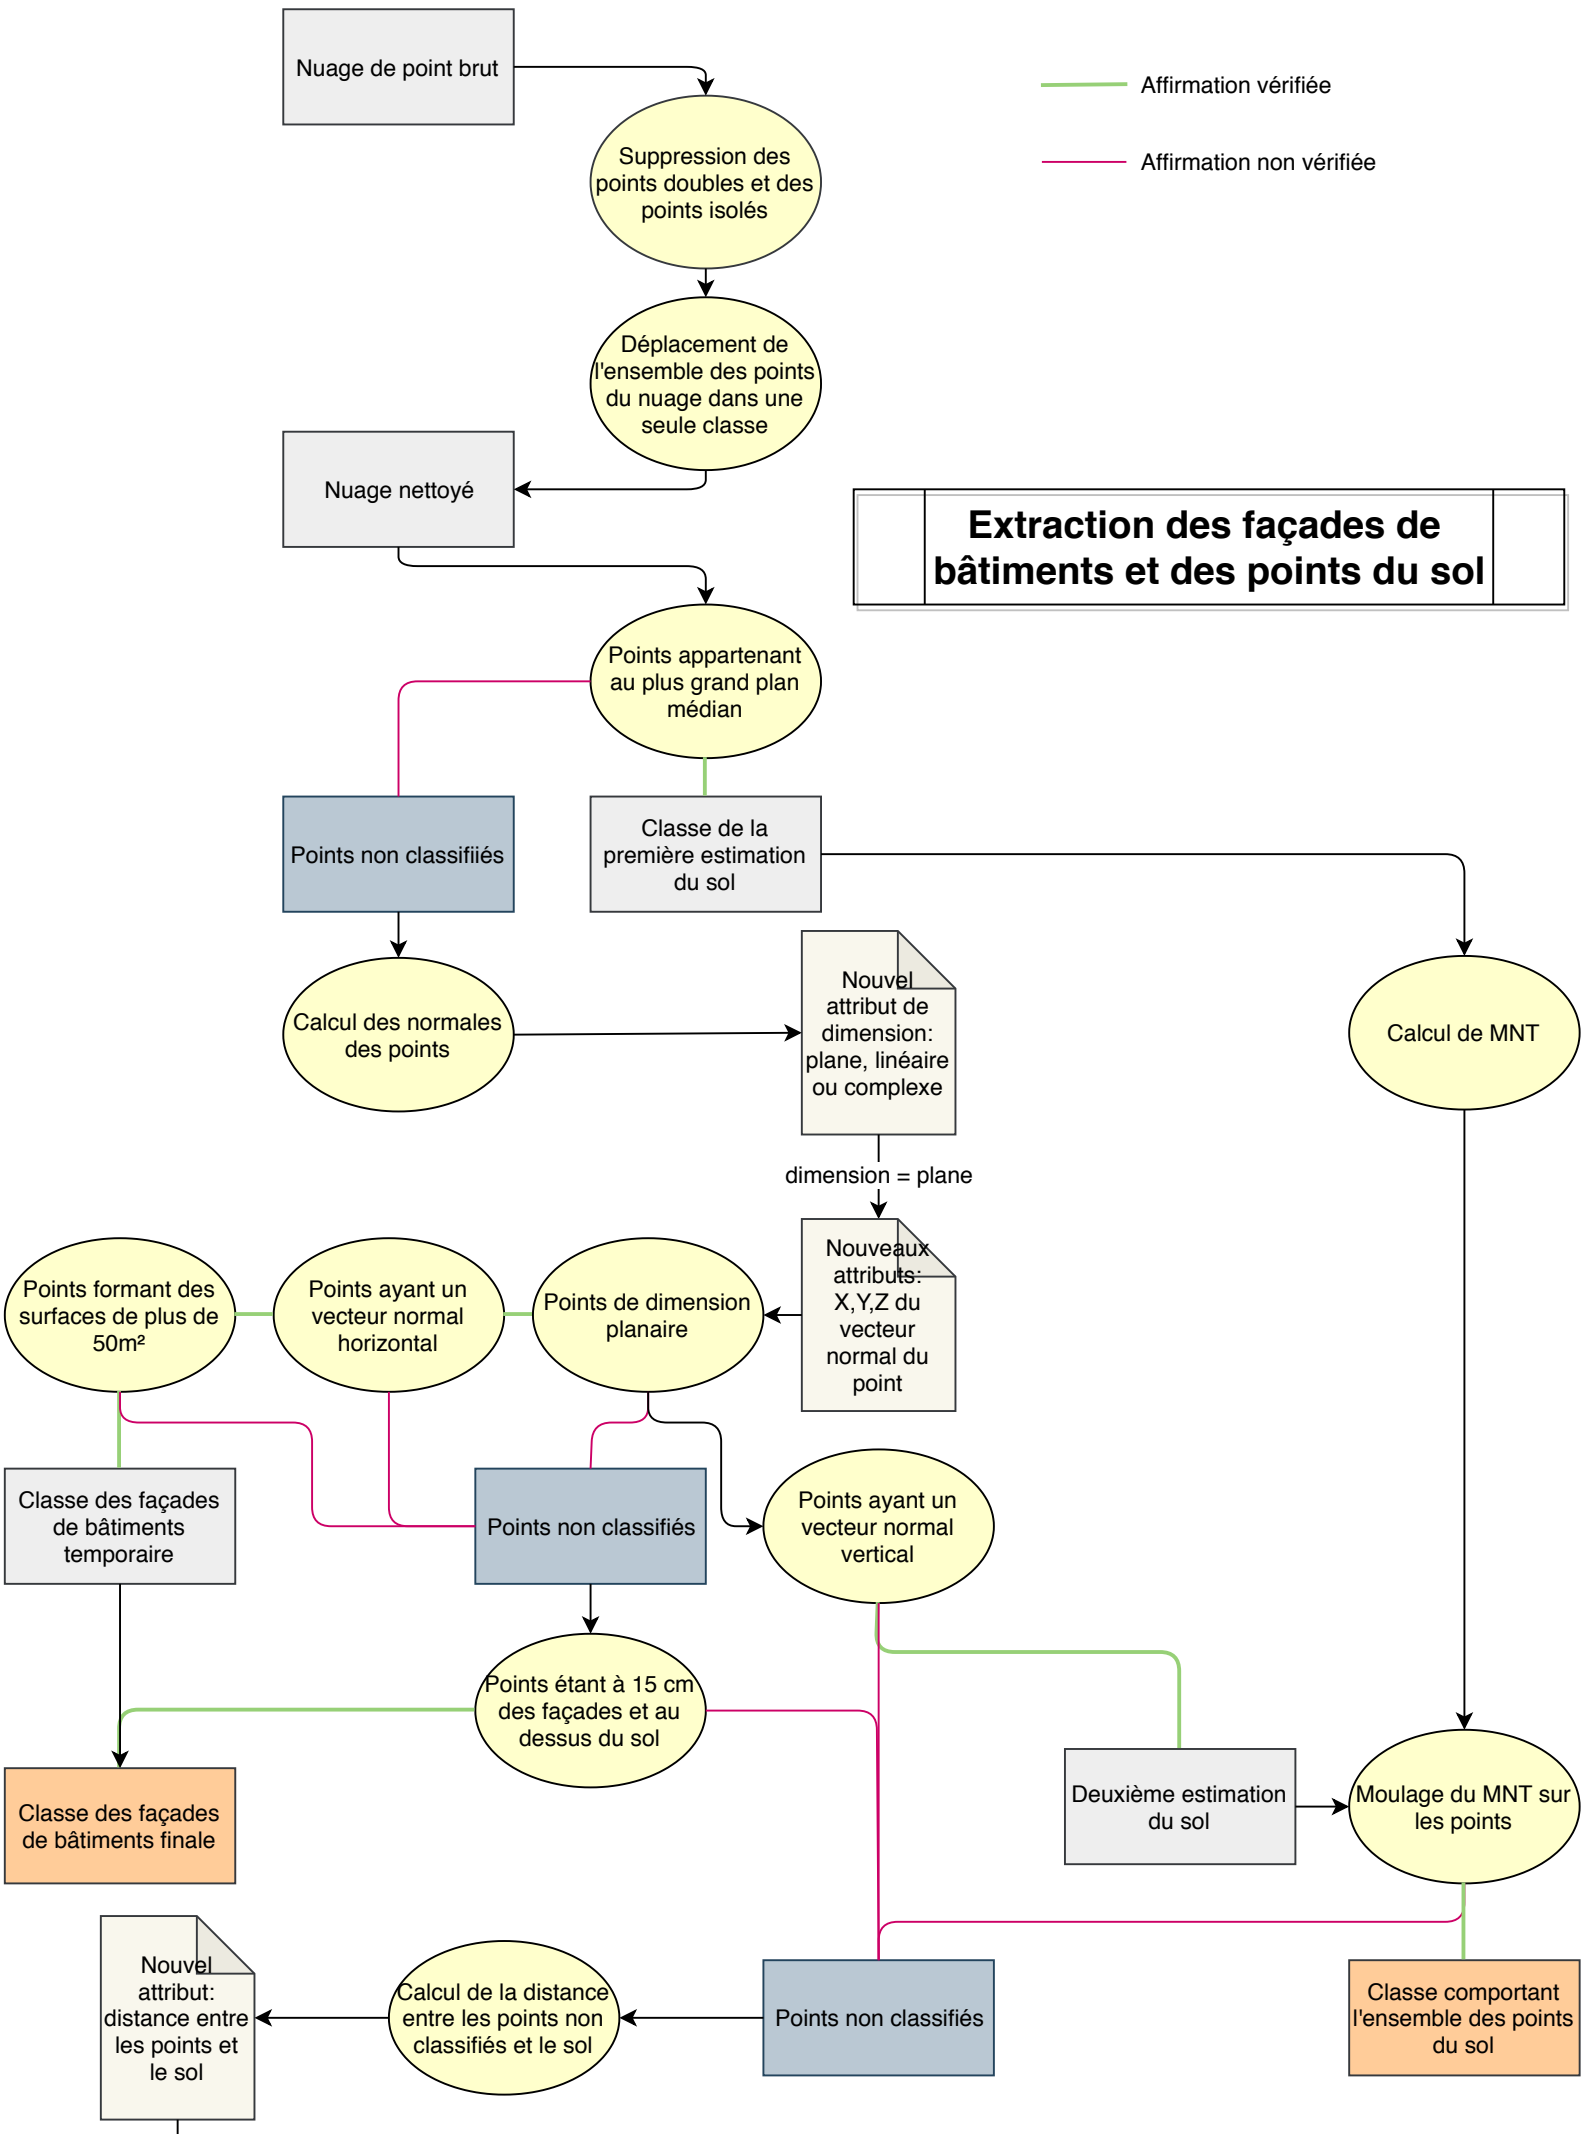 Nuage de point brut
Affirmation vérifiée
Affirmation non vérifiée
Suppression des
points doubles et des
points isolés
Déplacement de
l'ensemble des points
du nuage dans une
seule classe
Nuage nettoyé
Extraction des façades de
bâtiments et des points du sol
Points appartenant
au plus grand plan
médian
Points non classifiiés
Classe de la
première estimation
du sol
Calcul des normales
des points
Nouvel
attribut de
dimension:
plane, linéaire
ou complexe
Calcul de MNT
dimension = plane
Points formant des
surfaces de plus de
50m²
Points ayant un
vecteur normal
horizontal
Points de dimension
planaire
Nouveaux
attributs:
X,Y,Z du
vecteur
normal du
point
Classe des façades
de bâtiments
temporaire
Points non classifiés
Points ayant un
vecteur normal
vertical
Points étant à 15 cm
des façades et au
dessus du sol
Classe des façades
de bâtiments finale
Deuxième estimation
du sol
Moulage du MNT sur
les points
Nouvel
attribut:
distance entre
les points et
le sol
Calcul de la distance
entre les points non
classifiés et le sol
Points non classifiés
Classe comportant
l'ensemble des points
du sol